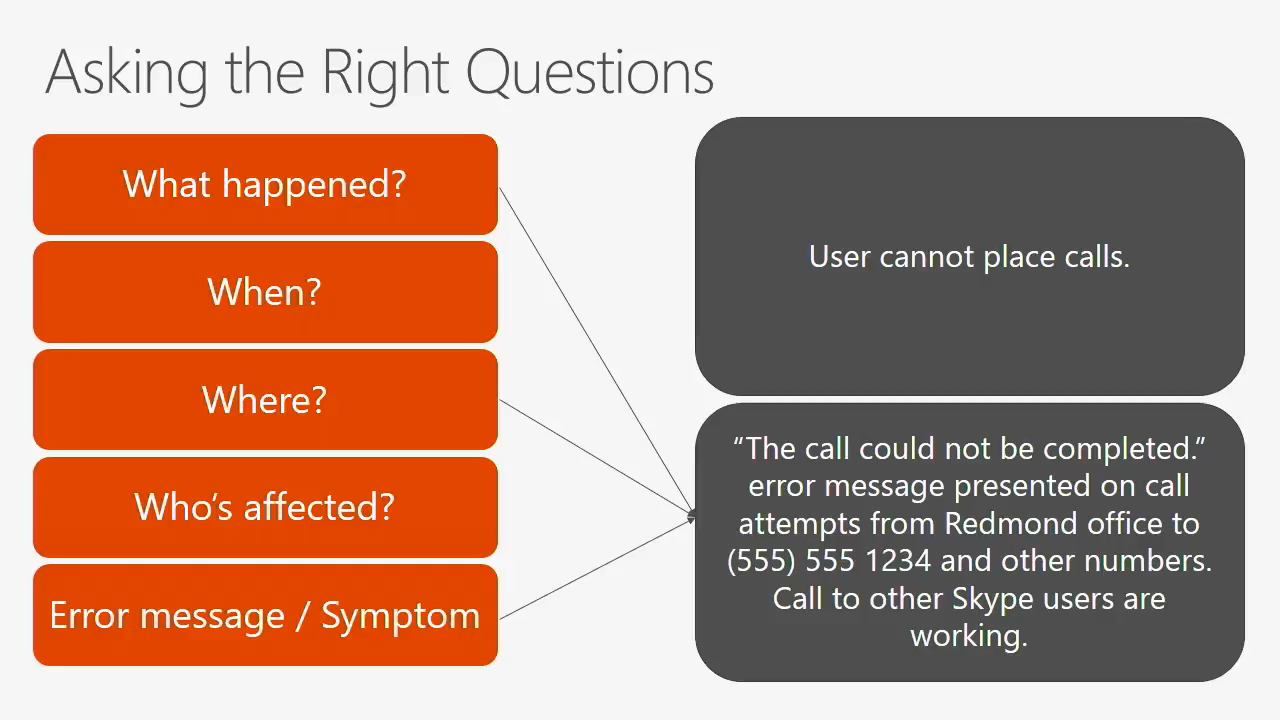 Asking the Right Questions
What happened?
When?
Where?
Who's affected?
Error message / Symptom
User cannot place calls.
“The call could not be completed.”
error message presented on call
attempts from Redmond office to
(555) 555 1234 and other numbers.
Call to other Skype users are
working.